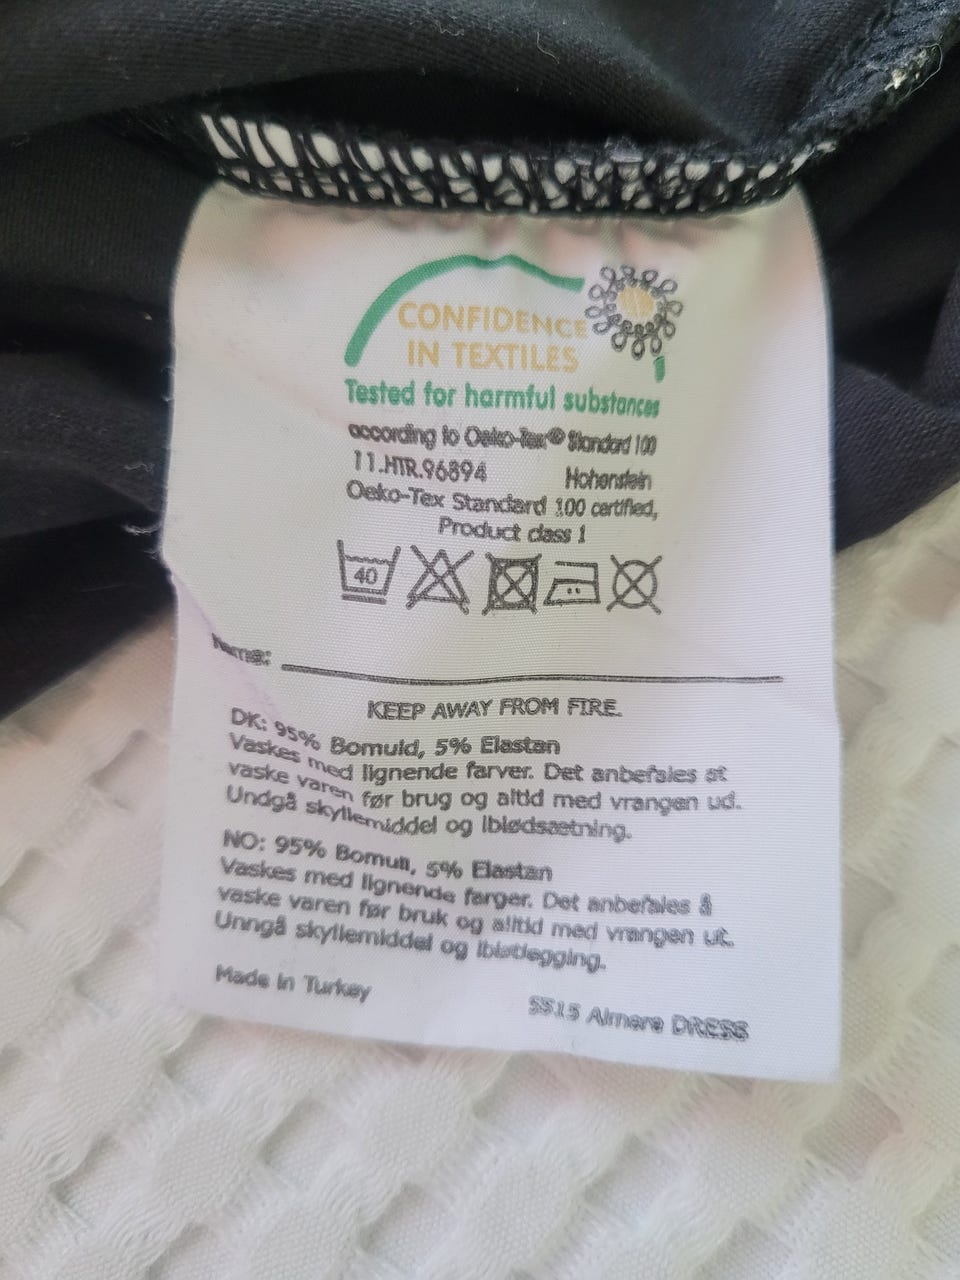 CONFIDENCE
IN TEXTILES
Tested for harmful substances
according to Oeko-Tex® Standard 100
11.HTR.96894 Hohenstein
Oeko-Tex Standard 100 certified,
Product class 1
40
Name:
KEEP AWAY FROM FIRE.
DK: 95% Bomuld, 5% Elastan
Vaskes med lignende farver. Det anbefales at
vaske varen før brug og altid med vrangen ud.
Undgå skyllemiddel og iblødsætning.
NO: 95% Bomull, 5% Elastan
Vaskes med lignende farger. Det anbefales å
vaske varen før bruk og alltid med vrangen ut.
Unngå skyllemiddel og ibløtlegging.
Made in Turkey
5515 Almere DRESS